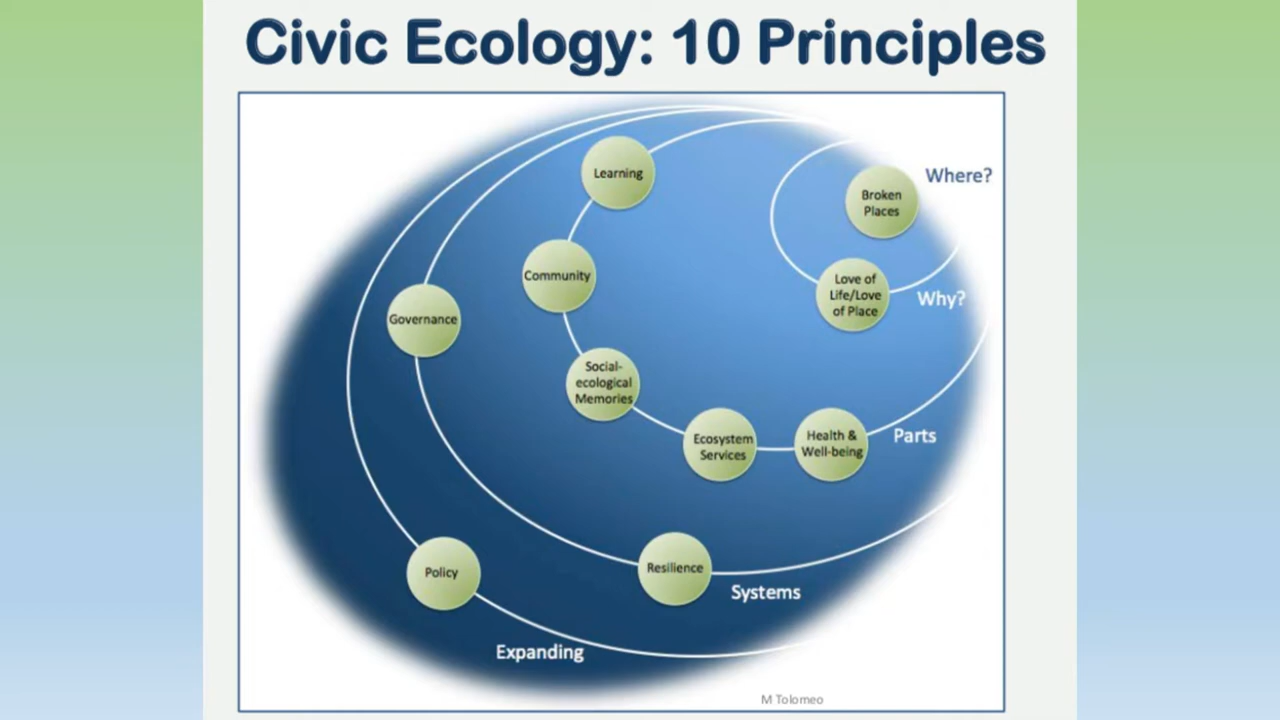 Civic Ecology: 10 Principles
Learning
Where?
Broken
Places
Community
Love of
Life/Love
of Place
Why?
Governance
Social-
ecological
Memories
Ecosystem
Services
Health &
Well-being
Parts
Policy
Resilience
Systems
Expanding
M Tolomeo